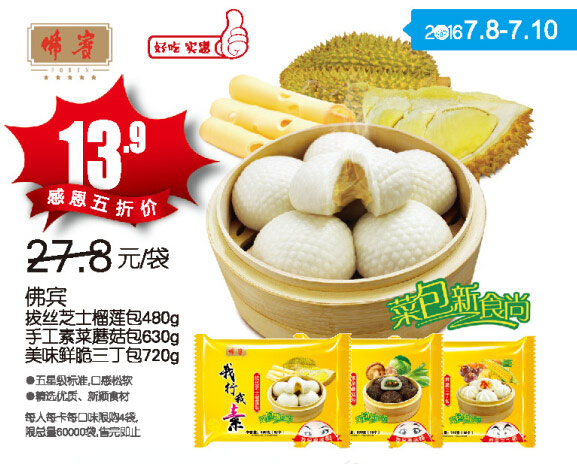 佛賓
FOBIN
好吃 实惠
2016 7.8-7.10
13.9
感恩五折价
27.8元/袋
佛宾
拔丝芝士榴莲包480g
手工素菜蘑菇包630g
美味鲜脆三丁包720g
●五星级标准,口感松软
●精选优质、新顺食材
每人每卡每口味限购4袋,
限总量60000袋,售完即止
菜包新食尚
佛賓
我行我素